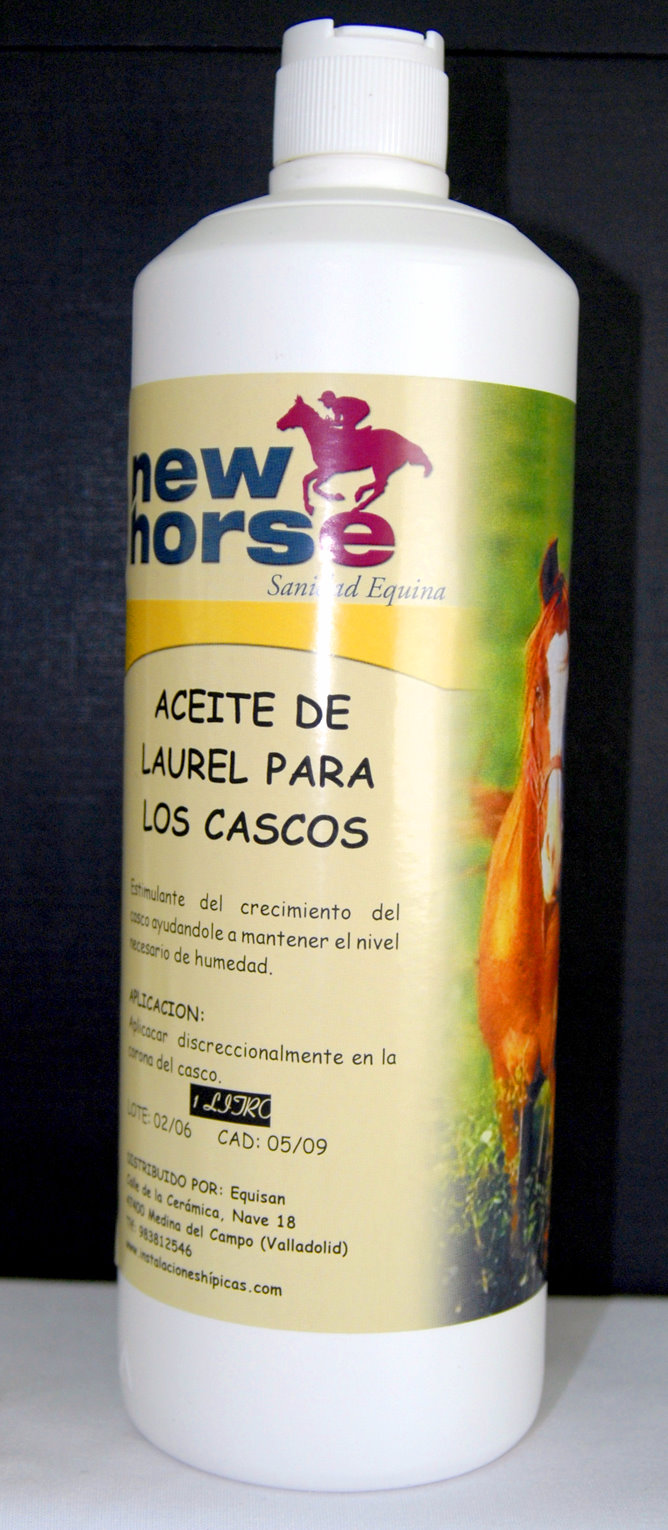 new
horse
Sanidad Equina
ACEITE DE
LAUREL PARA
LOS CASCOS
Estimulante del crecimiento del
casco ayudandole a mantener el nivel
necesario de humedad.
APLICACION:
Aplicacar discreccionalmente en la
corona del casco.
1 LITRO
LOTE: 02/06 CAD: 05/09
DISTRIBUIDO POR: Equisan
Calle de la Cerámica, Nave 18
47400 Medina del Campo (Valladolid)
Tlf: 983812546
www.instalacioneshípicas.com